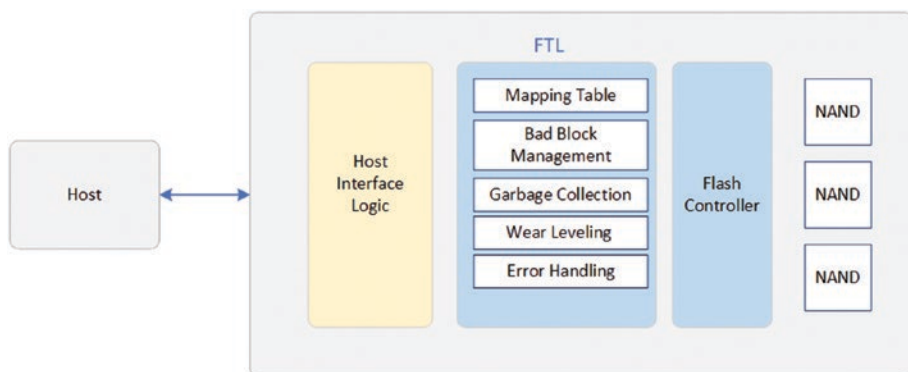 FTL
Host
Host
Interface
Logic
Mapping Table
Bad Block
Management
Garbage Collection
Wear Leveling
Error Handling
Flash
Controller
NAND
NAND
NAND